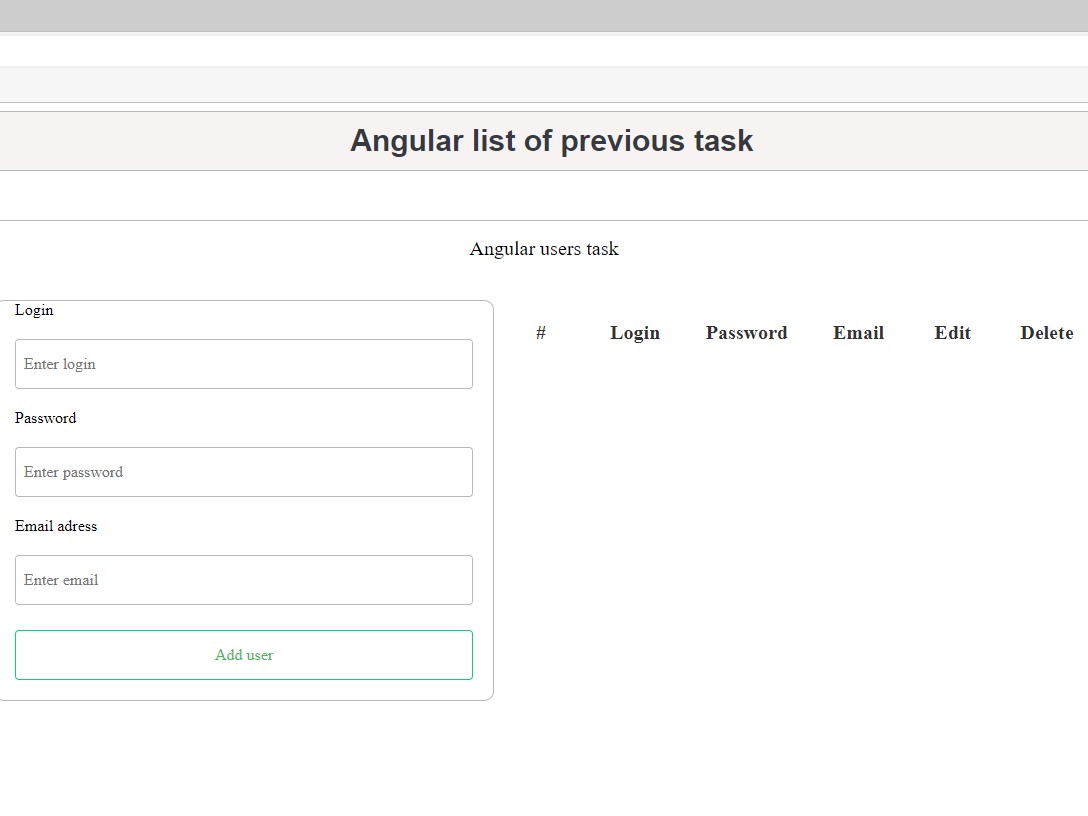 Angular list of previous task
Angular users task
Login
Enter login
Password
Enter password
Email adress
Enter email
Add user
# Login Password Email Edit Delete